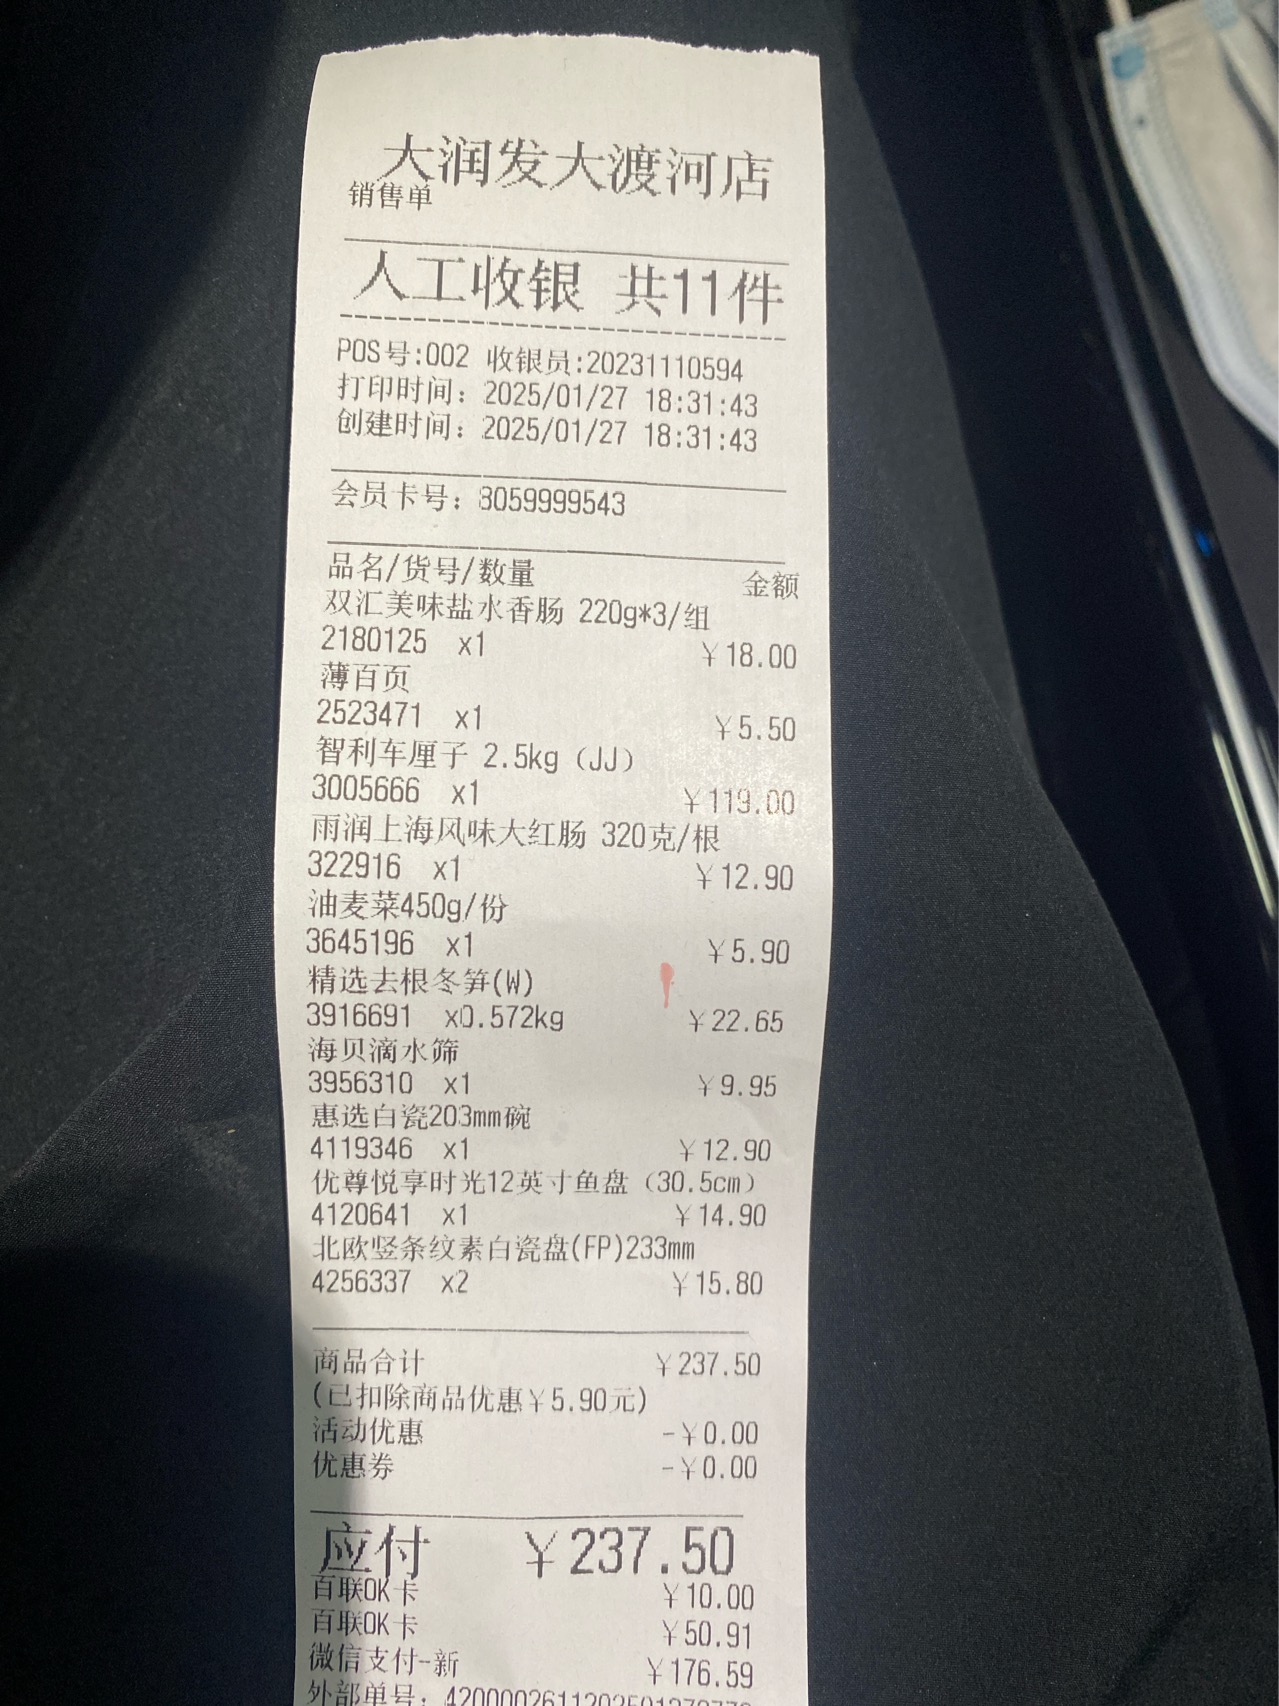 大润发大渡河店
销售单
人工收银 共11件
POS号:002 收银员:20231110594
打印时间: 2025/01/27 18:31:43
创建时间: 2025/01/27 18:31:43
会员卡号: 8059999543
品名/货号/数量 金额
双汇美味盐水香肠 220g*3/组
2180125 x1 ¥18.00
薄百页
2523471 x1 ¥5.50
智利车厘子 2.5kg（JJ）
3005666 x1 ¥119.00
雨润上海风味大红肠 320克/根
322916 x1 ¥12.90
油麦菜450g/份
3645196 x1 ¥5.90
精选去根冬笋(W)
3916691 x0.572kg ¥22.65
海贝滴水筛
3956310 x1 ¥9.95
惠选白瓷203mm碗
4119346 x1 ¥12.90
优尊悦享时光12英寸鱼盘（30.5cm）
4120641 x1 ¥14.90
北欧竖条纹素白瓷盘(FP)233mm
4256337 x2 ¥15.80
商品合计 ¥237.50
(已扣除商品优惠¥5.90元)
活动优惠 -¥0.00
优惠券 -¥0.00
应付 ¥237.50
百联OK卡 ¥10.00
百联OK卡 ¥50.91
微信支付-新 ¥176.59
外部单号: